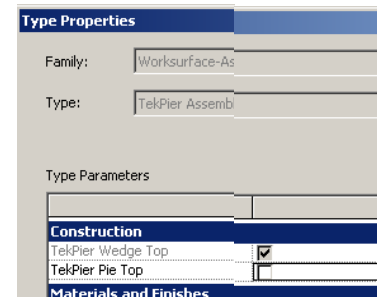 Type Properties
Family: Worksurface-As
Type: TekPier Assembl
Type Parameters
Construction
TekPier Wedge Top
TekPier Pie Top
Materials and Finishes